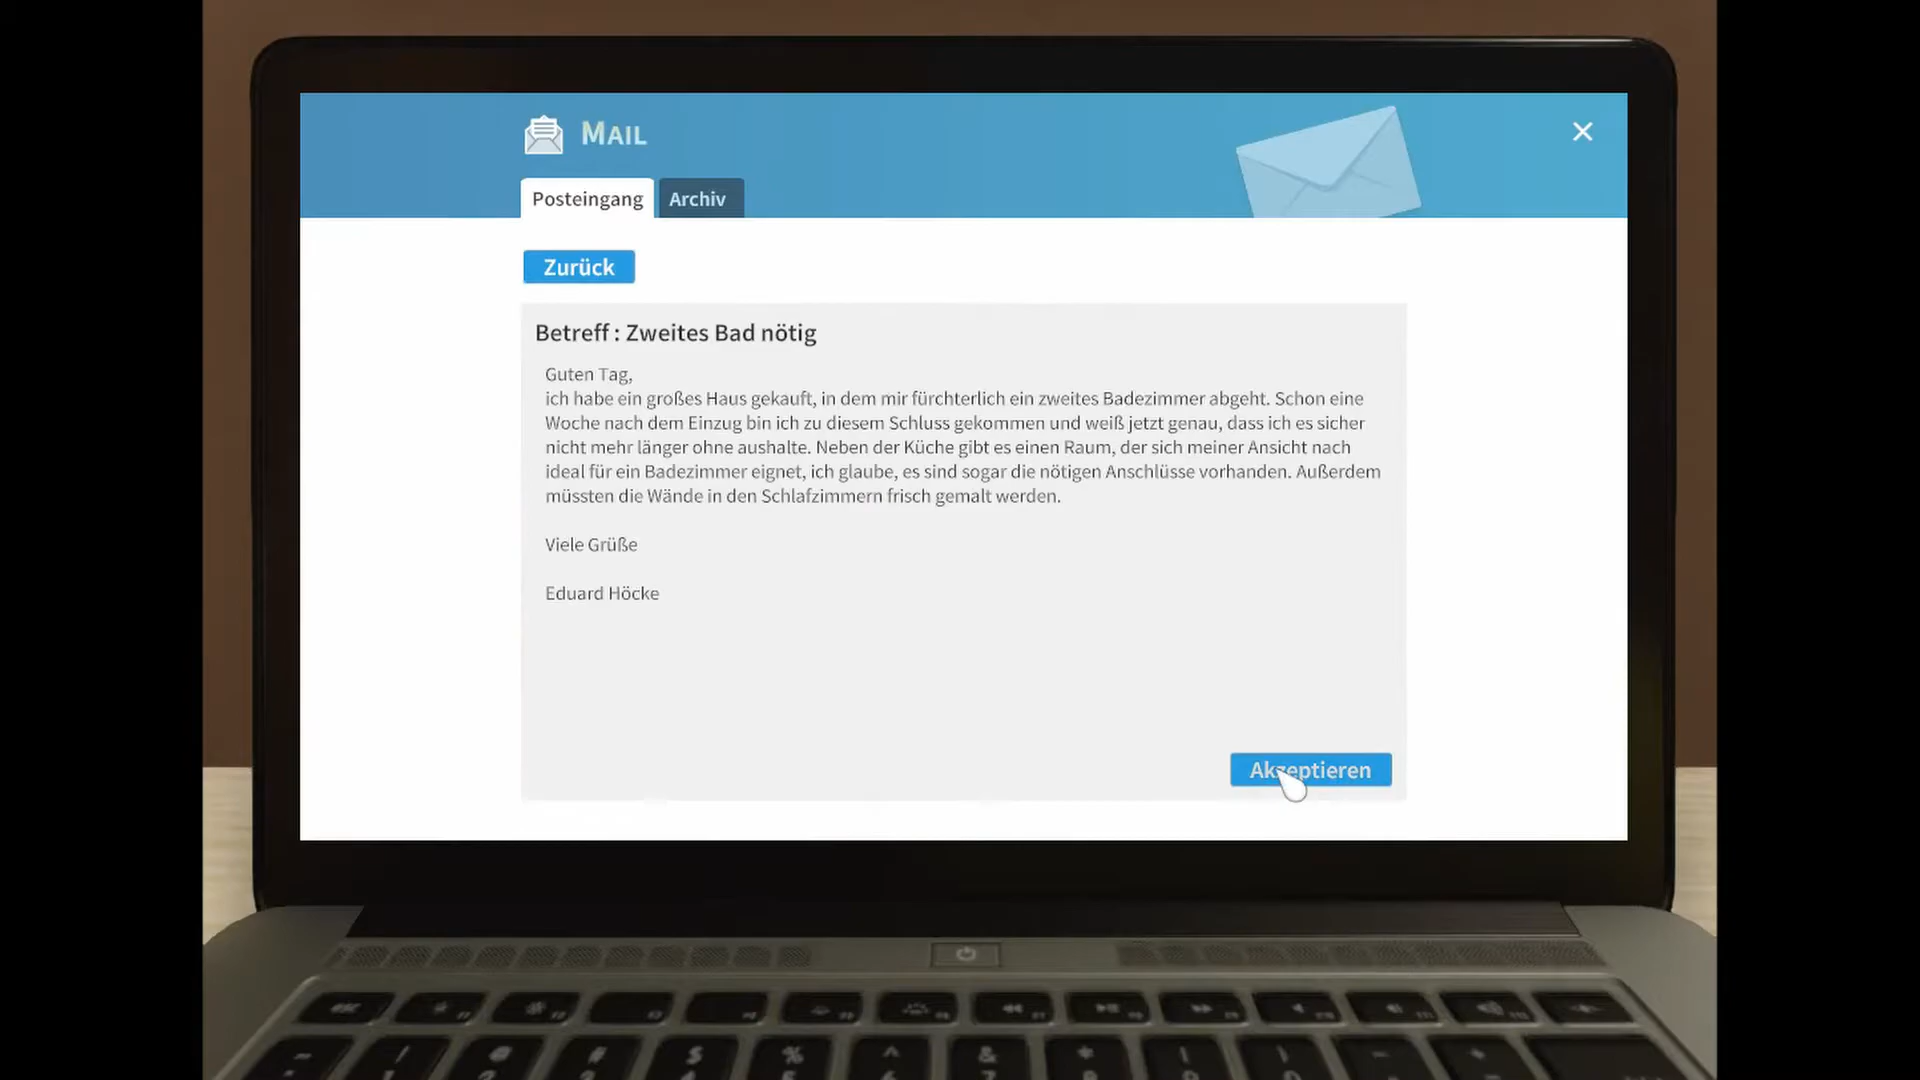 MAIL
Posteingang Archiv
Zurück
Betreff : Zweites Bad nötig
Guten Tag,
ich habe ein großes Haus gekauft, in dem mir fürchterlich ein zweites Badezimmer abgeht. Schon eine
Woche nach dem Einzug bin ich zu diesem Schluss gekommen und weiß jetzt genau, dass ich es sicher
nicht mehr länger ohne aushalte. Neben der Küche gibt es einen Raum, der sich meiner Ansicht nach
ideal für ein Badezimmer eignet, ich glaube, es sind sogar die nötigen Anschlüsse vorhanden. Außerdem
müssten die Wände in den Schlafzimmern frisch gemalt werden.
Viele Grüße
Eduard Höcke
Akzeptieren